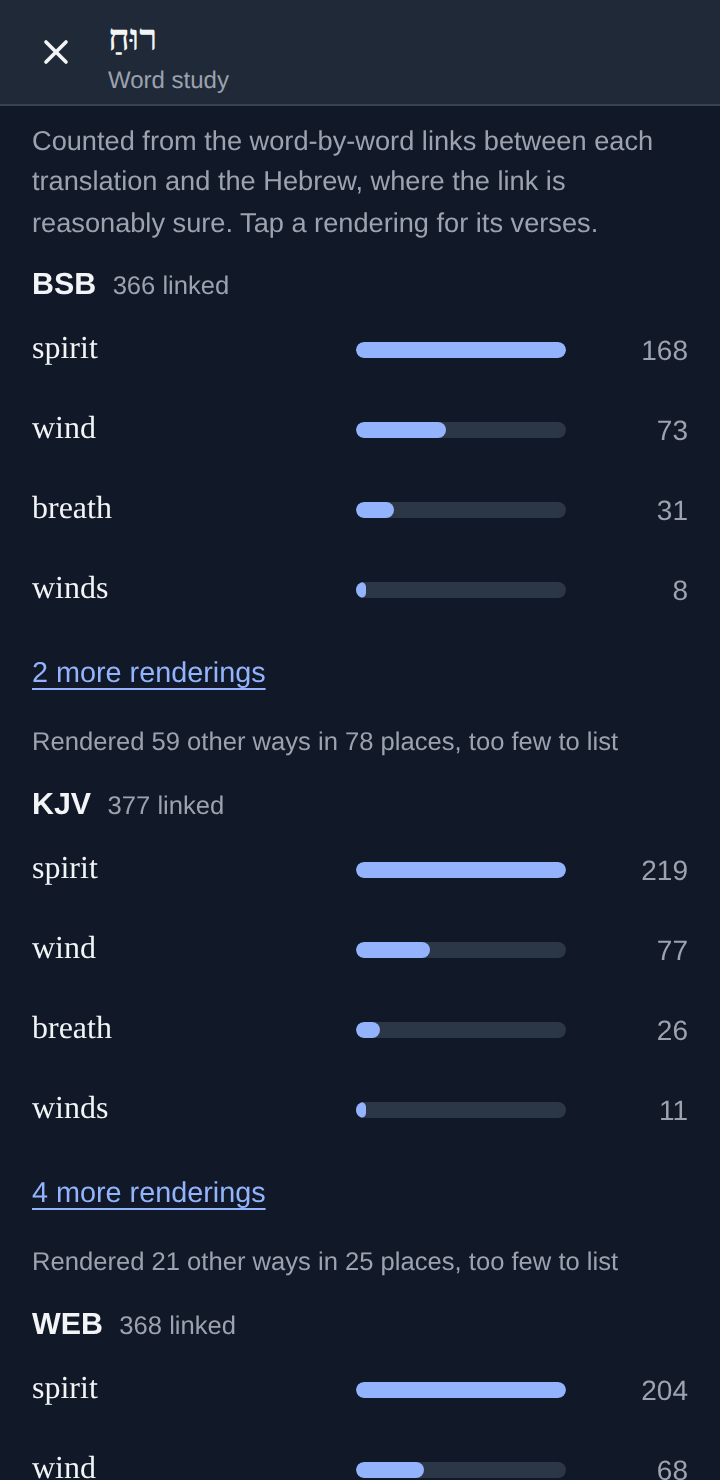 רוּחַ
Word study
Counted from the word-by-word links between each
translation and the Hebrew, where the link is
reasonably sure. Tap a rendering for its verses.
BSB 366 linked
spirit 168
wind 73
breath 31
winds 8
2 more renderings
Rendered 59 other ways in 78 places, too few to list
KJV 377 linked
spirit 219
wind 77
breath 26
winds 11
4 more renderings
Rendered 21 other ways in 25 places, too few to list
WEB 368 linked
spirit 204
wind 68